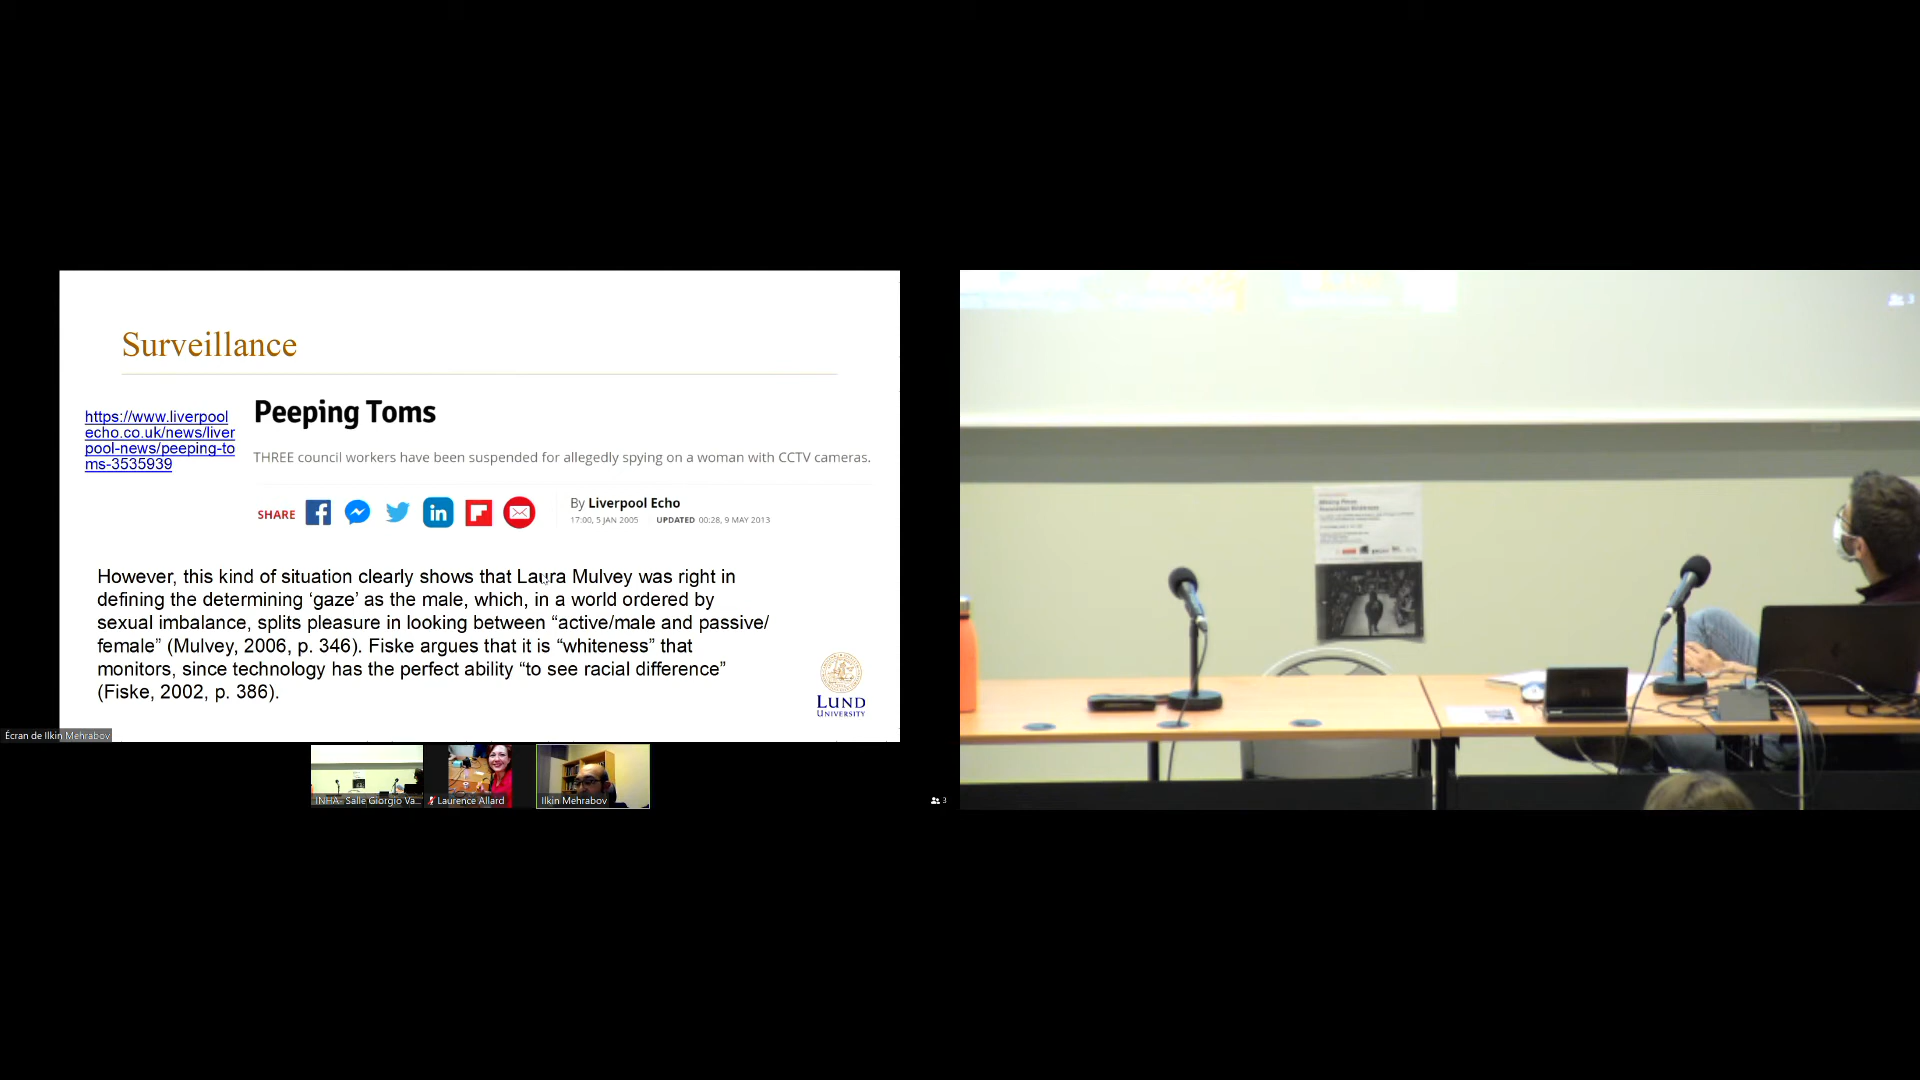 Surveillance
https://www.liverpool
echo.co.uk/news/liver
pool-news/peeping-to
ms-3535939
Peeping Toms
THREE council workers have been suspended for allegedly spying on a woman with CCTV cameras.
SHARE
By Liverpool Echo
17:00, 5 JAN 2005 UPDATED 00:28, 9 MAY 2013
However, this kind of situation clearly shows that Laura Mulvey was right in
defining the determining ‘gaze’ as the male, which, in a world ordered by
sexual imbalance, splits pleasure in looking between “active/male and passive/
female” (Mulvey, 2006, p. 346). Fiske argues that it is “whiteness” that
monitors, since technology has the perfect ability “to see racial difference”
(Fiske, 2002, p. 386).
LUND
UNIVERSITY
Écran de Ilkin Mehrabov
INHA- Salle Giorgio Va...
Laurence Allard
Ilkin Mehrabov
3